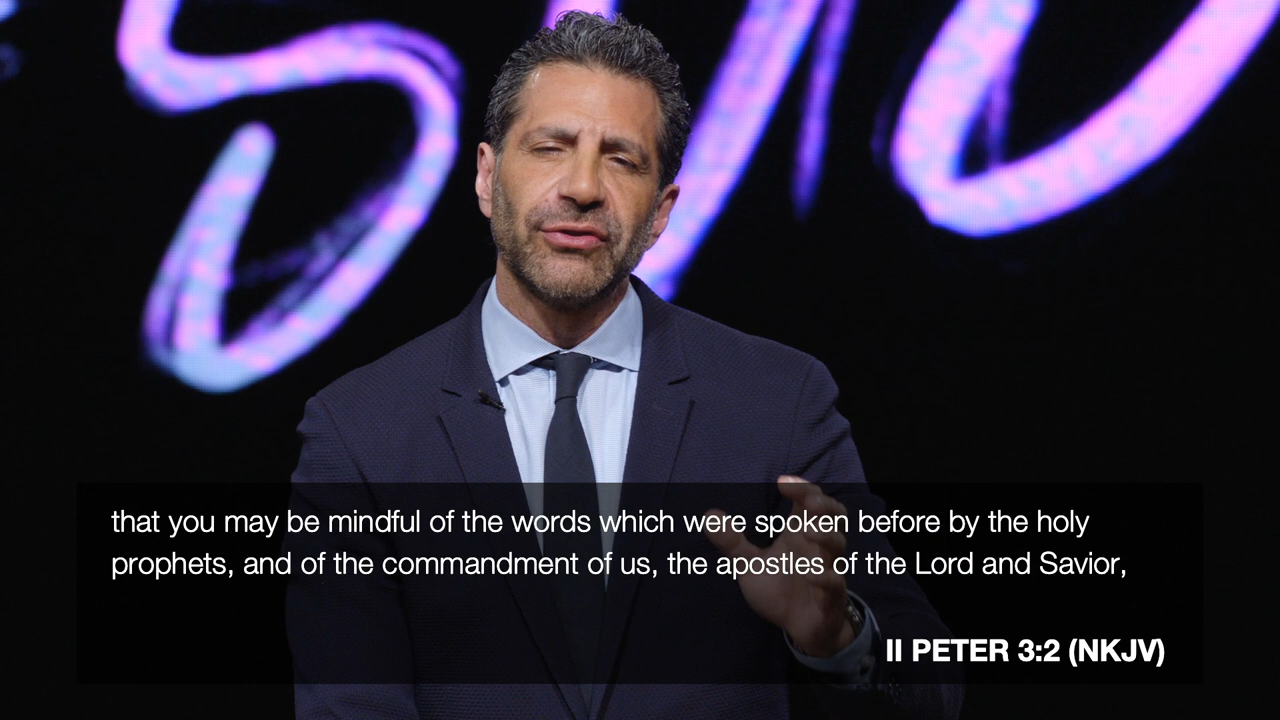 that you may be mindful of the words which were spoken before by the holy
prophets, and of the commandment of us, the apostles of the Lord and Savior,
II PETER 3:2 (NKJV)